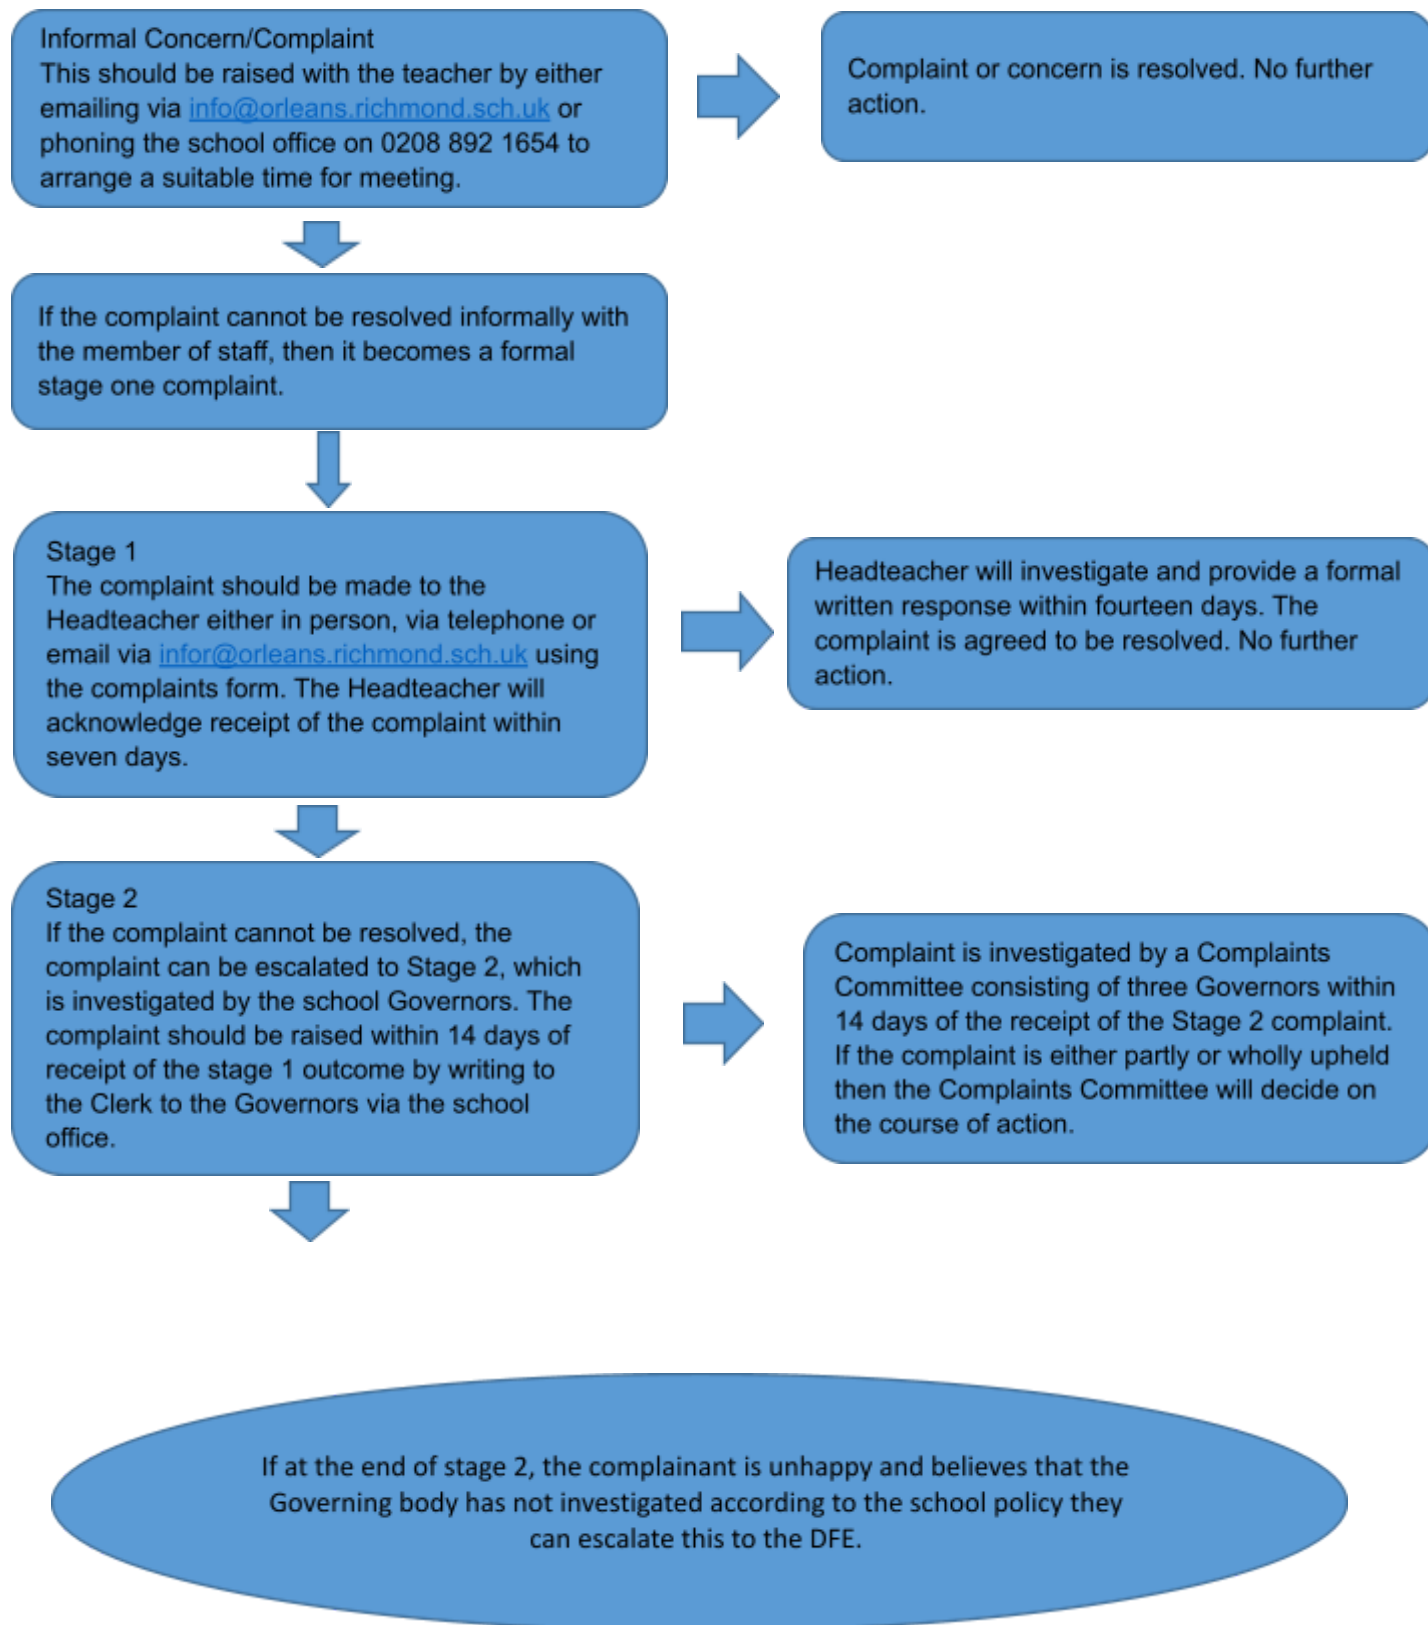 Informal Concern/Complaint
This should be raised with the teacher by either
emailing via info@orleans.richmond.sch.uk or
phoning the school office on 0208 892 1654 to
arrange a suitable time for meeting.
Complaint or concern is resolved. No further
action.
If the complaint cannot be resolved informally with
the member of staff, then it becomes a formal
stage one complaint.
Stage 1
The complaint should be made to the
Headteacher either in person, via telephone or
email via infor@orleans.richmond.sch.uk using
the complaints form. The Headteacher will
acknowledge receipt of the complaint within
seven days.
Headteacher will investigate and provide a formal
written response within fourteen days. The
complaint is agreed to be resolved. No further
action.
Stage 2
If the complaint cannot be resolved, the
complaint can be escalated to Stage 2, which
is investigated by the school Governors. The
complaint should be raised within 14 days of
receipt of the stage 1 outcome by writing to
the Clerk to the Governors via the school
office.
Complaint is investigated by a Complaints
Committee consisting of three Governors within
14 days of the receipt of the Stage 2 complaint.
If the complaint is either partly or wholly upheld
then the Complaints Committee will decide on
the course of action.
If at the end of stage 2, the complainant is unhappy and believes that the
Governing body has not investigated according to the school policy they
can escalate this to the DFE.